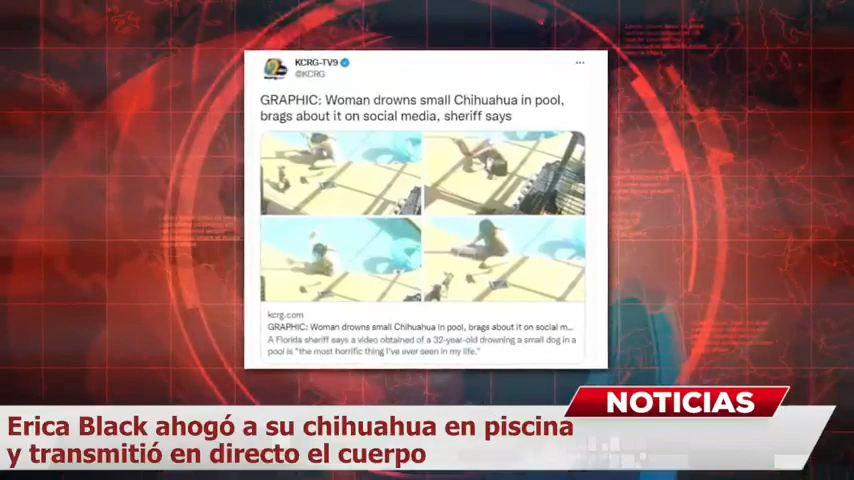 KCRG-TV9
@KCRG
GRAPHIC: Woman drowns small Chihuahua in pool,
brags about it on social media, sheriff says
kcrg.com
GRAPHIC: Woman drowns small Chihuahua in pool, brags about it on social m...
A Florida sheriff says a video obtained of a 32-year-old drowning a small dog in a
pool is "the most horrific thing I've ever seen in my life."
NOTICIAS
Erica Black ahogó a su chihuahua en piscina
y transmitió en directo el cuerpo